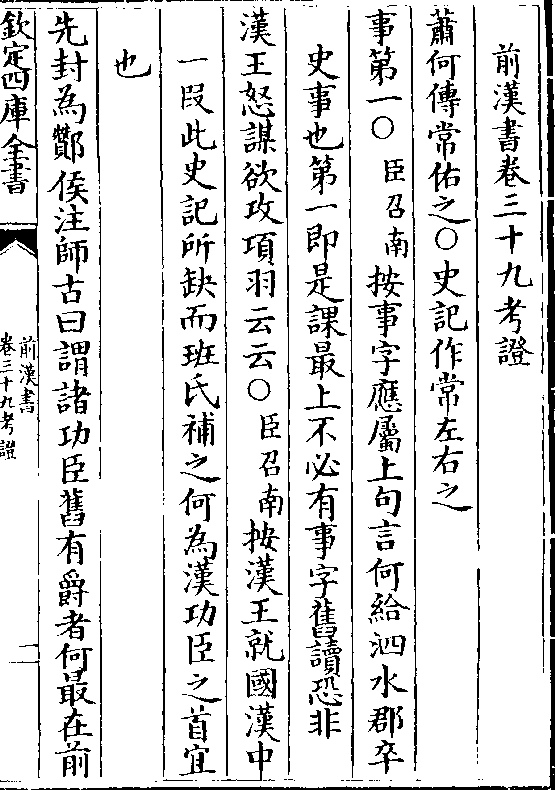 前漢書卷三十九考證
蕭何傳常佑之○史記作常左右之
事第一○臣召南按事字應屬上句言何給泗水郡卒
史事也第一即是課最上不必有事字舊讀恐非
漢王怒謀欲攻項羽云云○臣召南按漢王就國漢中
一段此史記所缺而班氏補之何為漢功臣之首宜
也
先封為酇侯注師古曰謂諸功臣舊有爵者何最在前
欽定四庫全書
前漢書
卷三十九考證
二